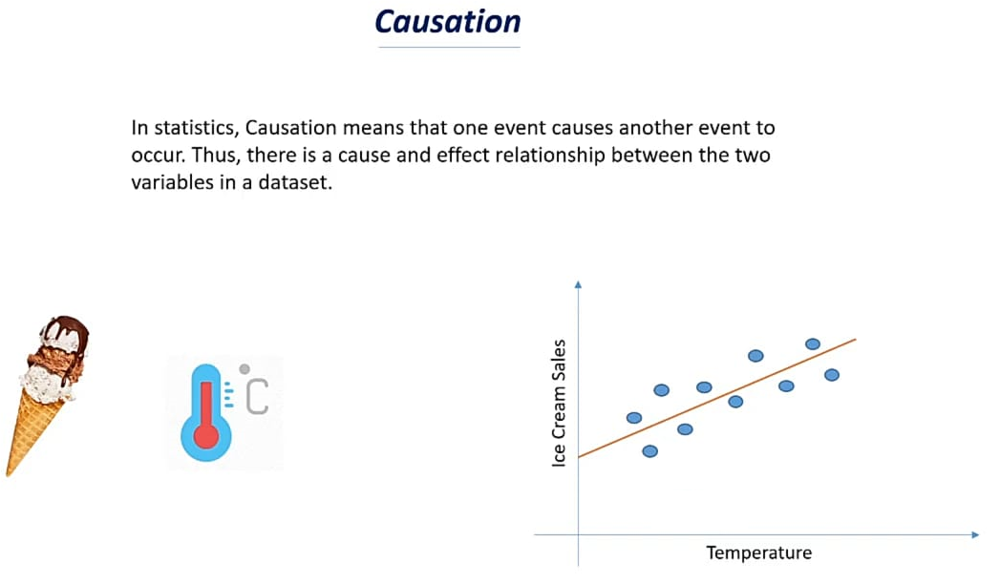 Causation
In statistics, Causation means that one event causes another event to
occur. Thus, there is a cause and effect relationship between the two
variables in a dataset.
°C
Ice Cream Sales
Temperature